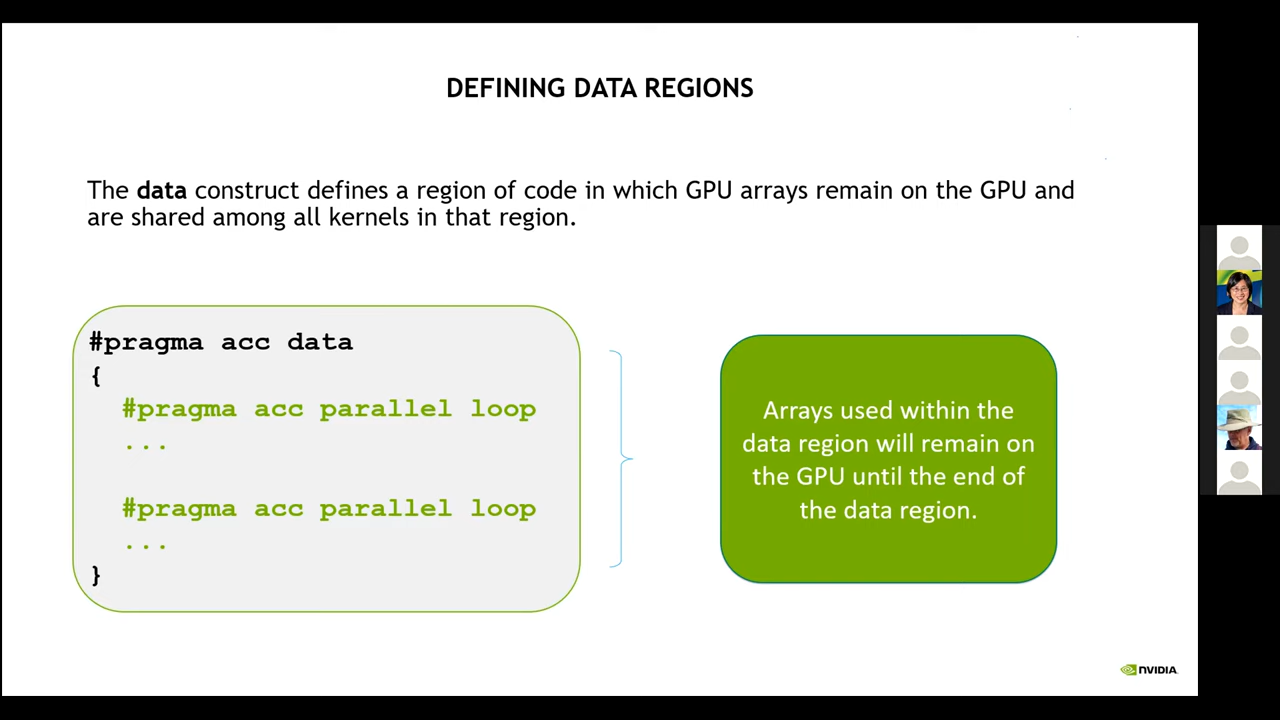 DEFINING DATA REGIONS
The data construct defines a region of code in which GPU arrays remain on the GPU and
are shared among all kernels in that region.
#pragma acc data
{
#pragma acc parallel loop
...
#pragma acc parallel loop
...
}
Arrays used within the
data region will remain on
the GPU until the end of
the data region.
NVIDIA